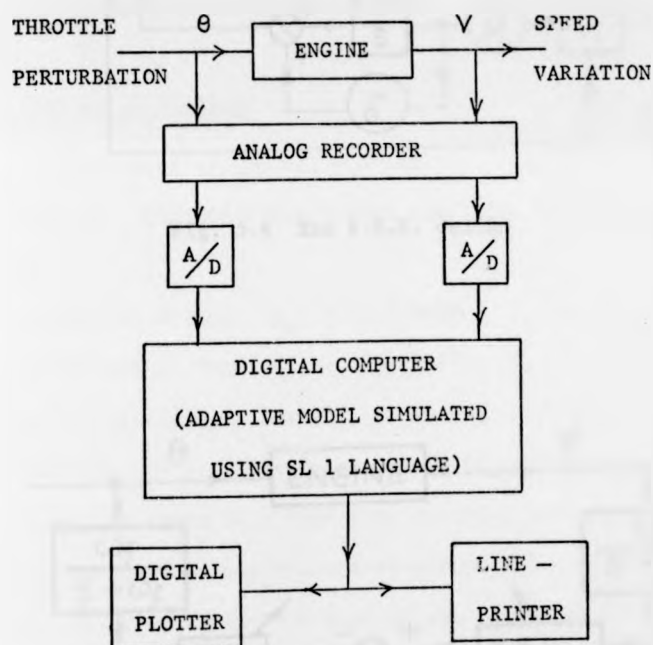 THROTTLE θ V SPEED
ENGINE
PERTURBATION VARIATION
ANALOG RECORDER
A/D A/D
DIGITAL COMPUTER
(ADAPTIVE MODEL SIMULATED
USING SL 1 LANGUAGE)
DIGITAL LINE –
PLOTTER PRINTER